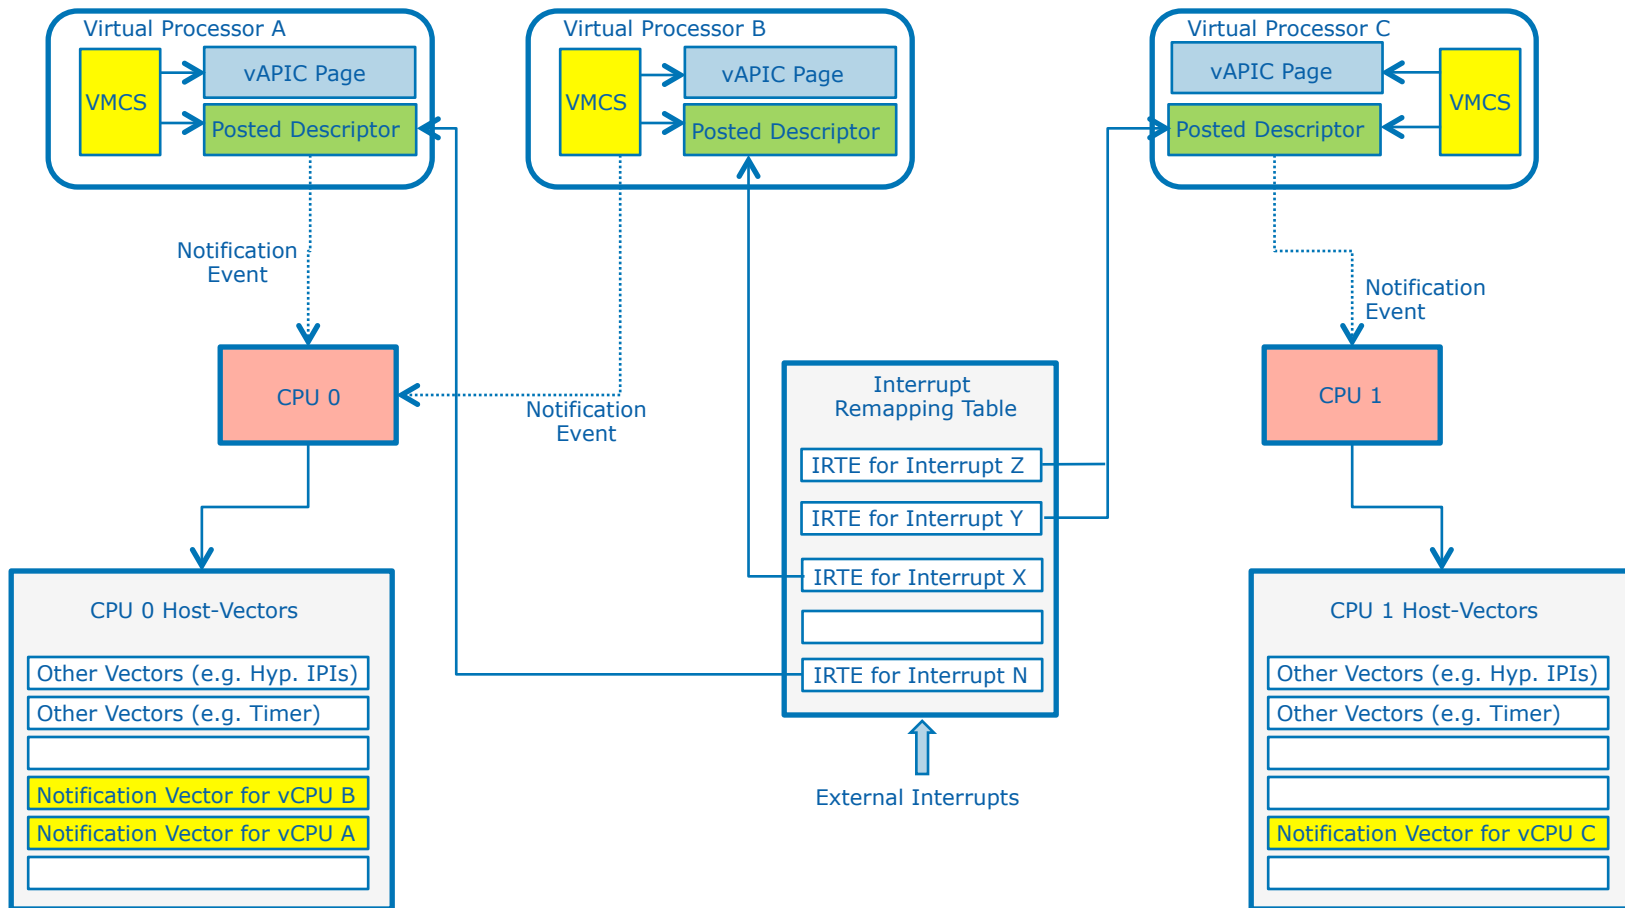 Virtual Processor A
VMCS
vAPIC Page
Posted Descriptor
Virtual Processor B
VMCS
vAPIC Page
Posted Descriptor
Virtual Processor C
vAPIC Page
VMCS
Posted Descriptor
Notification
Event
Notification
Event
Notification
Event
CPU 0
CPU 1
Interrupt
Remapping Table
IRTE for Interrupt Z
IRTE for Interrupt Y
IRTE for Interrupt X
IRTE for Interrupt N
External Interrupts
CPU 0 Host-Vectors
Other Vectors (e.g. Hyp. IPIs)
Other Vectors (e.g. Timer)
Notification Vector for vCPU B
Notification Vector for vCPU A
CPU 1 Host-Vectors
Other Vectors (e.g. Hyp. IPIs)
Other Vectors (e.g. Timer)
Notification Vector for vCPU C